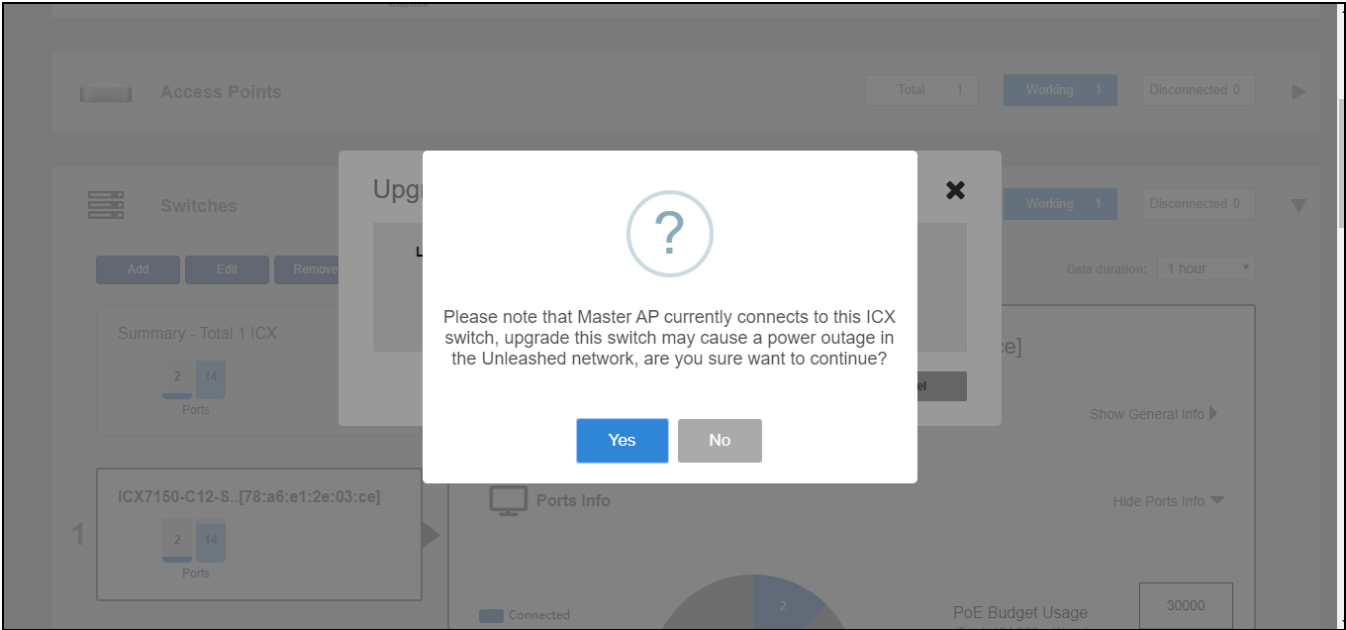 Clients
Access Points
Total 1
Working 1
Disconnected 0
Upg
Switches
Working 1
Disconnected 0
Add
Edit
Remove
Data duration:
1 hour
?
Please note that Master AP currently connects to this ICX
switch, upgrade this switch may cause a power outage in
the Unleashed network, are you sure want to continue?
Summary - Total 1 ICX
2 14
Ports
ce]
el
Show General Info
Yes
No
ICX7150-C12-S..[78:a6:e1:2e:03:ce]
1
2 14
Ports
Ports Info
Hide Ports Info
Connected
2
PoE Budget Usage
30000